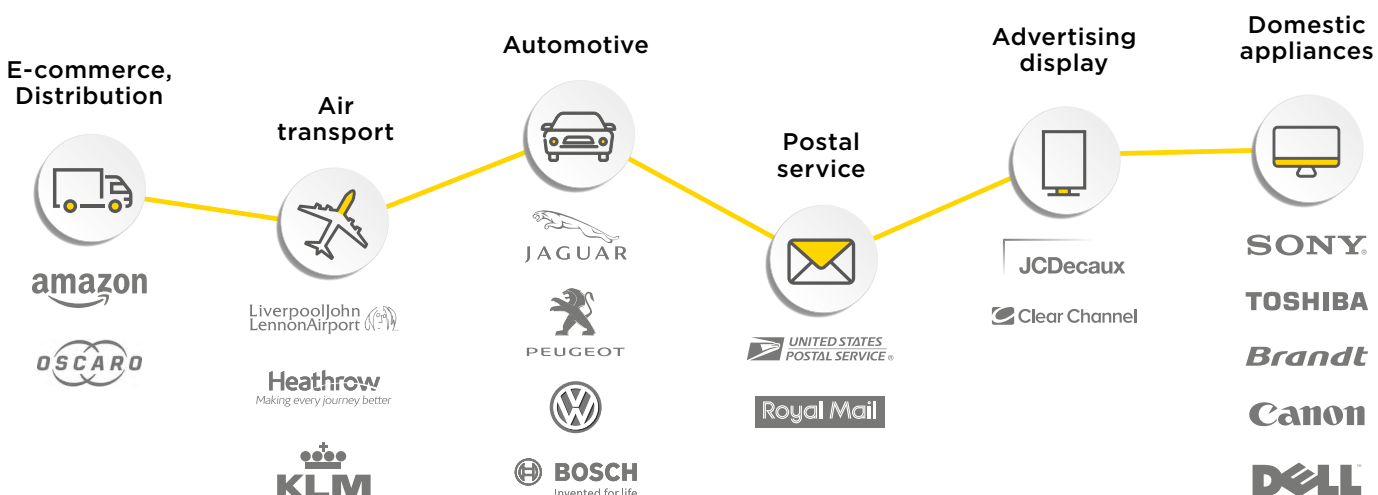 E-commerce,
Distribution
amazon
OSCARO
Air
transport
LiverpoolJohn
LennonAirport
Heathrow
Making every journey better
KLM
Automotive
JAGUAR
PEUGEOT
VW
BOSCH
Invented for life
Postal
service
UNITED STATES
POSTAL SERVICE®
Royal Mail
Advertising
display
JCDecaux
Clear Channel
Domestic
appliances
SONY®
TOSHIBA
Brandt
Canon
DELL™